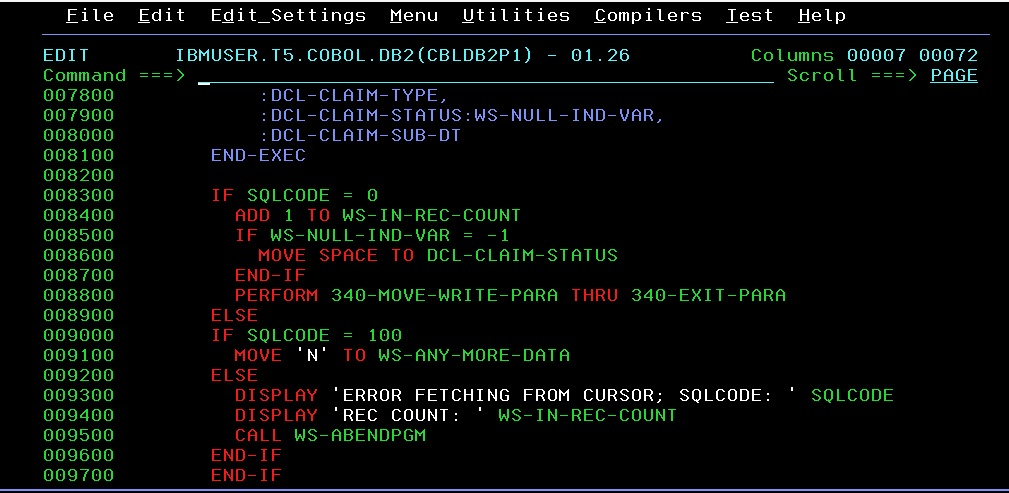 File Edit Edit_Settings Menu Utilities Compilers Test Help
EDIT IBMUSER.T5.COBOL.DB2(CBLDB2P1) - 01.26 Columns 00007 00072
Command ===> Scroll ===> PAGE
007800 :DCL-CLAIM-TYPE,
007900 :DCL-CLAIM-STATUS:WS-NULL-IND-VAR,
008000 :DCL-CLAIM-SUB-DT
008100 END-EXEC
008200
008300 IF SQLCODE = 0
008400 ADD 1 TO WS-IN-REC-COUNT
008500 IF WS-NULL-IND-VAR = -1
008600 MOVE SPACE TO DCL-CLAIM-STATUS
008700 END-IF
008800 PERFORM 340-MOVE-WRITE-PARA THRU 340-EXIT-PARA
008900 ELSE
009000 IF SQLCODE = 100
009100 MOVE 'N' TO WS-ANY-MORE-DATA
009200 ELSE
009300 DISPLAY 'ERROR FETCHING FROM CURSOR; SQLCODE: ' SQLCODE
009400 DISPLAY 'REC COUNT: ' WS-IN-REC-COUNT
009500 CALL WS-ABENDPGM
009600 END-IF
009700 END-IF